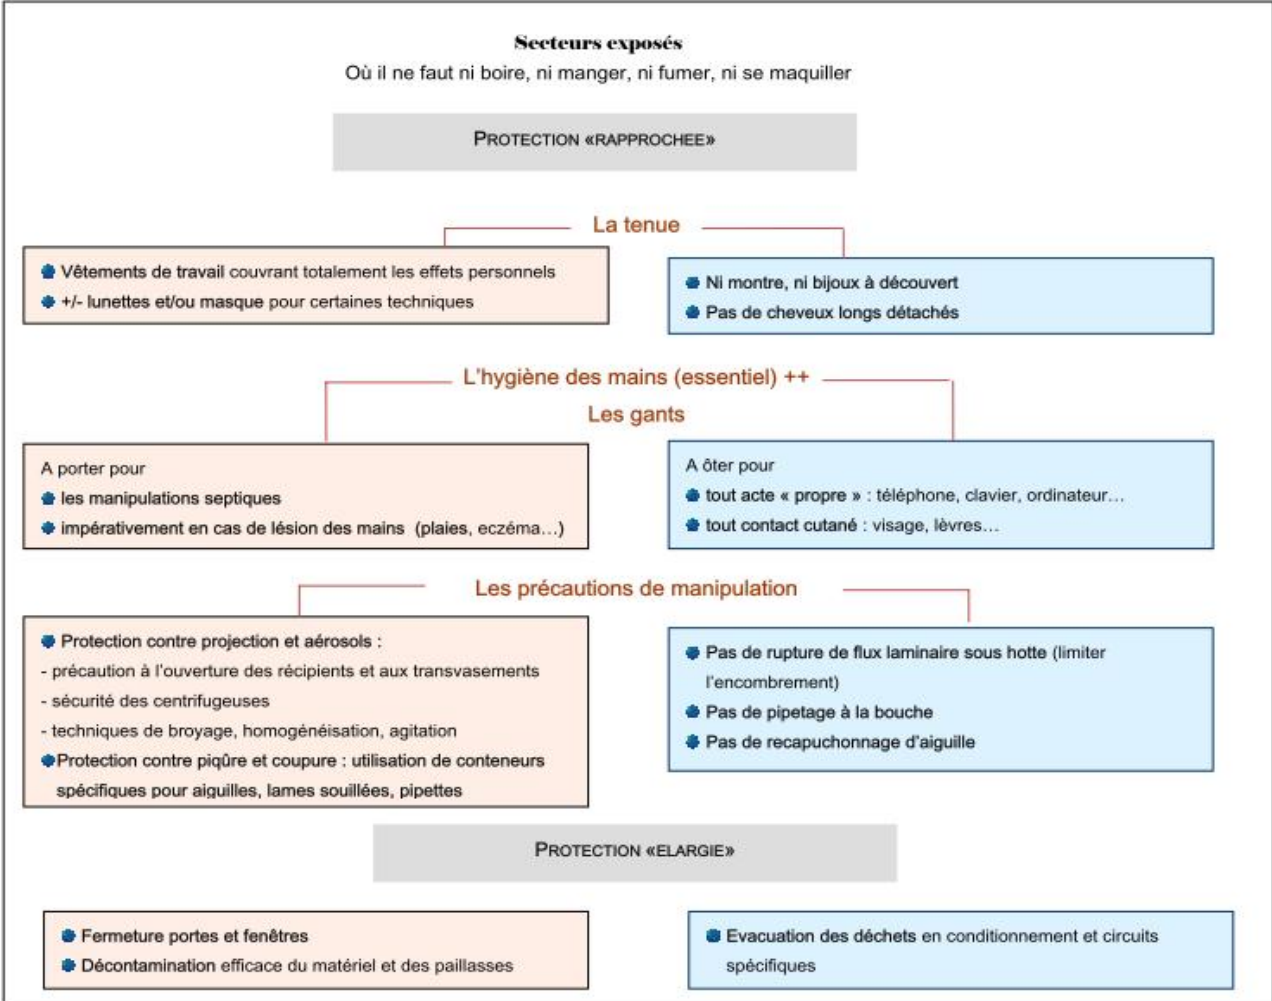 Secteurs exposés
Où il ne faut ni boire, ni manger, ni fumer, ni se maquiller
PROTECTION «RAPPROCHEE»
La tenue
Vêtements de travail couvrant totalement les effets personnels
+/- lunettes et/ou masque pour certaines techniques
Ni montre, ni bijoux à découvert
Pas de cheveux longs détachés
L'hygiène des mains (essentiel) ++
Les gants
A porter pour
les manipulations septiques
impérativement en cas de lésion des mains (plaies, eczéma…)
A ôter pour
tout acte « propre » : téléphone, clavier, ordinateur…
tout contact cutané : visage, lèvres…
Les précautions de manipulation
Protection contre projection et aérosols :
- précaution à l'ouverture des récipients et aux transvasements
- sécurité des centrifugeuses
- techniques de broyage, homogénéisation, agitation
Protection contre piqûre et coupure : utilisation de conteneurs
spécifiques pour aiguilles, lames souillées, pipettes
Pas de rupture de flux laminaire sous hotte (limiter
l'encombrement)
Pas de pipetage à la bouche
Pas de recapuchonnage d'aiguille
PROTECTION «ELARGIE»
Fermeture portes et fenêtres
Décontamination efficace du matériel et des paillasses
Evacuation des déchets en conditionnement et circuits
spécifiques